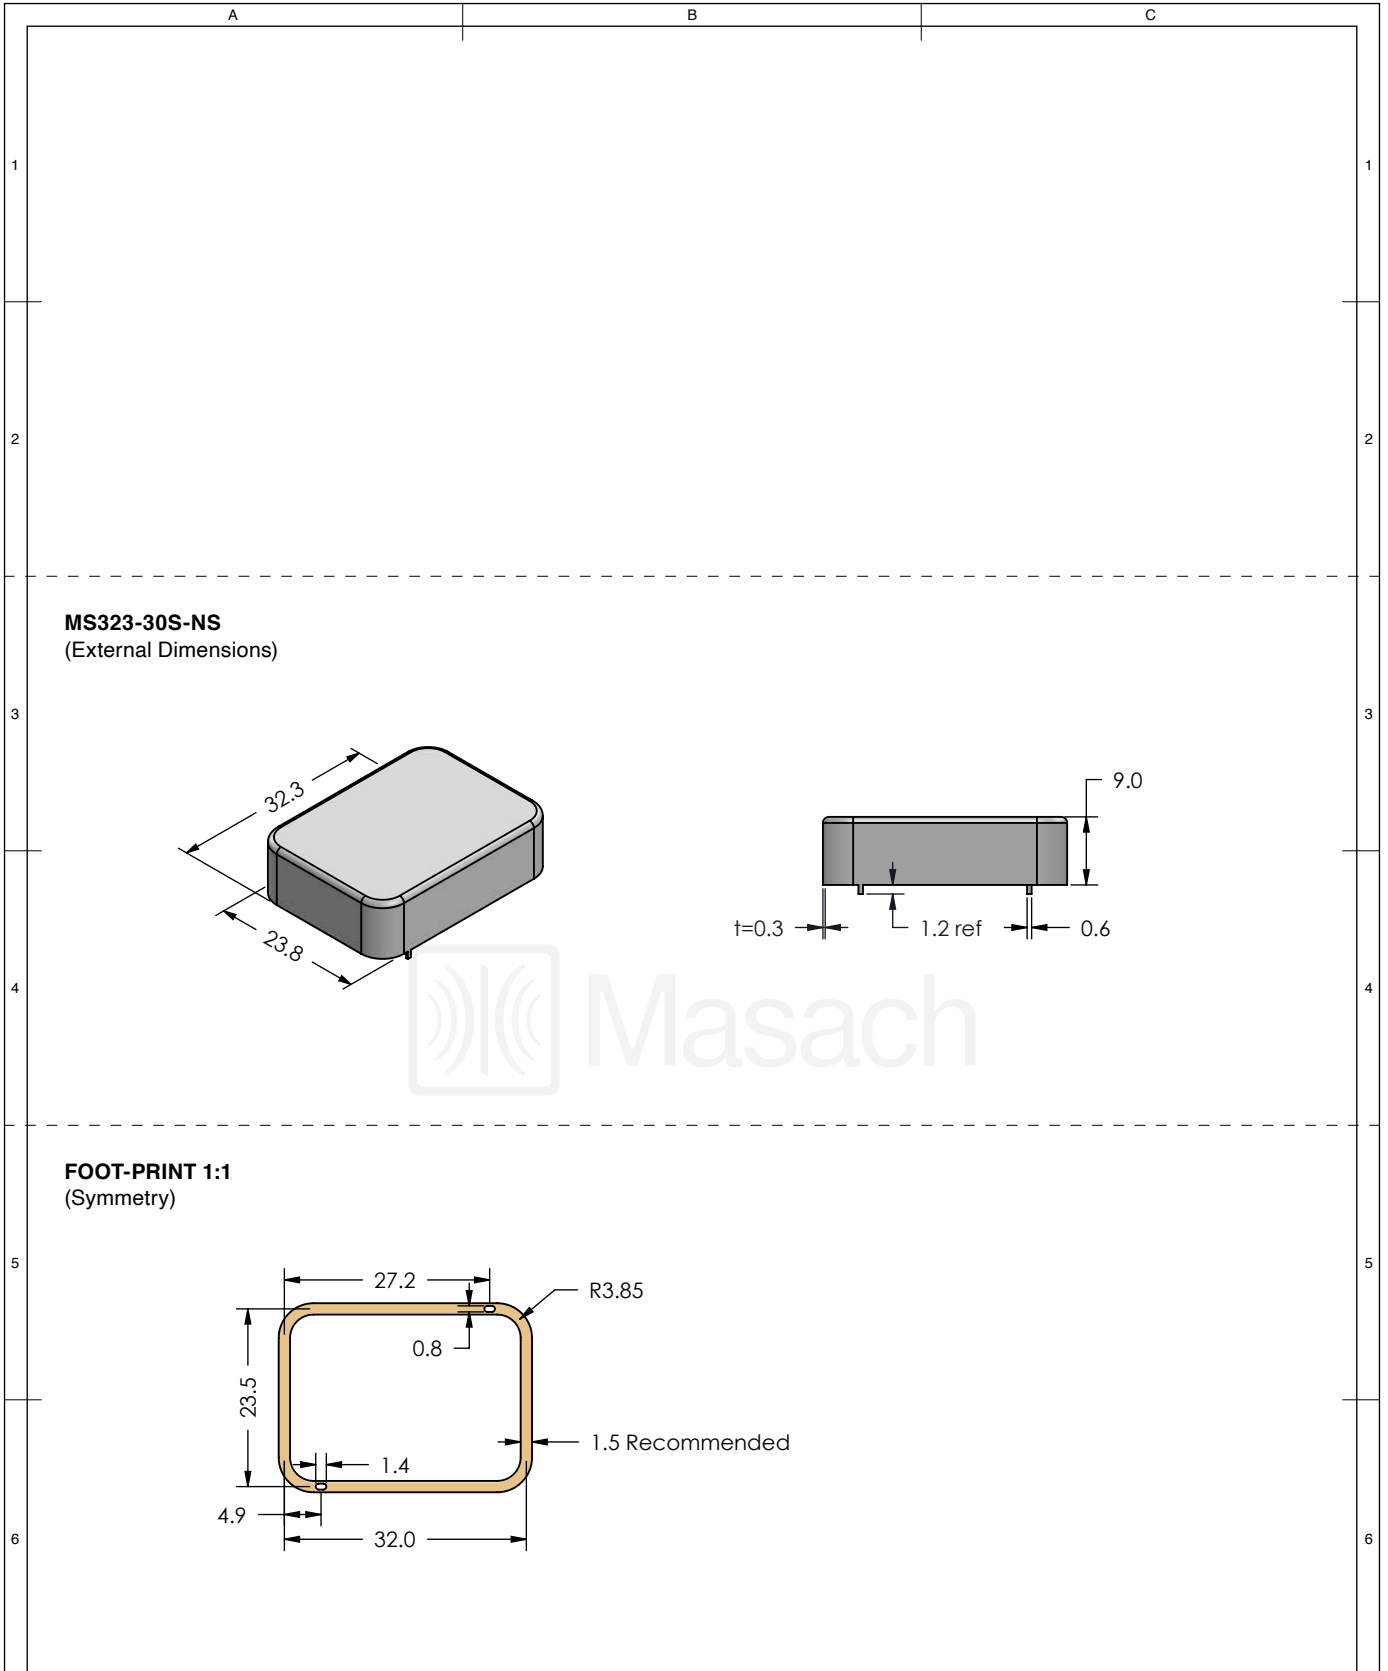 A B C
1 1
2 2
MS323-30S-NS
(External Dimensions)
3 3
32.3
9.0
23.8
t=0.3 1.2 ref 0.6
4 4
Masach
FOOT-PRINT 1:1
(Symmetry)
5 5
27.2
R3.85
0.8
23.5
1.5 Recommended
1.4
4.9
32.0
6 6